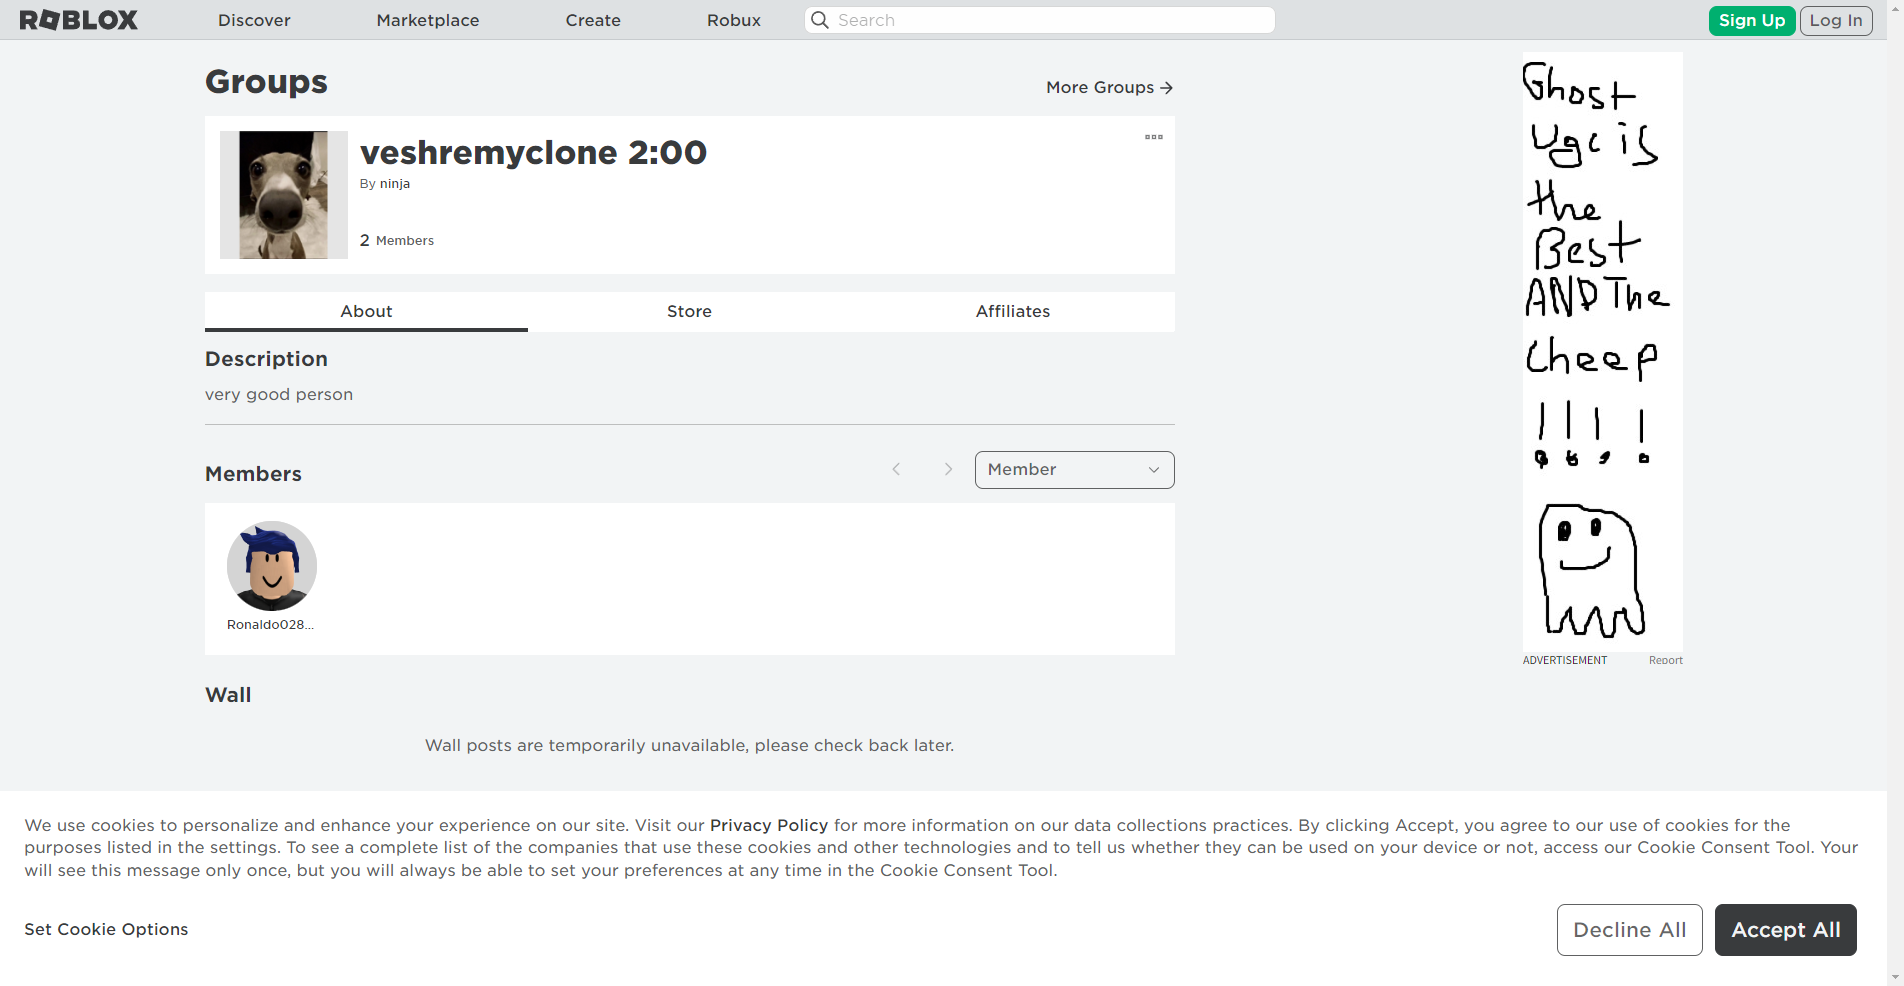 ROBLOX
Discover
Marketplace
Create
Robux
Search
Sign Up
Log In
Groups
More Groups
veshremyclone 2:00
By ninja
2 Members
About
Store
Affiliates
Description
very good person
Members
Member
Ronaldo028...
Wall
Wall posts are temporarily unavailable, please check back later.
Ghost
Ugc is
the
Best
AND The
Cheep
!!! !
ADVERTISEMENT
Report
We use cookies to personalize and enhance your experience on our site. Visit our Privacy Policy for more information on our data collections practices. By clicking Accept, you agree to our use of cookies for the
purposes listed in the settings. To see a complete list of the companies that use these cookies and other technologies and to tell us whether they can be used on your device or not, access our Cookie Consent Tool. Your
will see this message only once, but you will always be able to set your preferences at any time in the Cookie Consent Tool.
Set Cookie Options
Decline All
Accept All